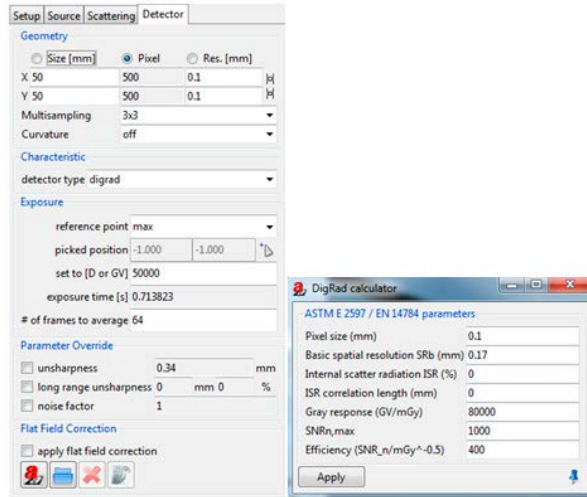 Setup Source Scattering Detector
Geometry
Size [mm] Pixel Res. [mm]
X 50 500 0.1
Y 50 500 0.1
Multisampling 3x3
Curvature off
Characteristic
detector type digrad
Exposure
reference point max
picked position -1.000 -1.000
set to [D or GV] 50000
exposure time [s] 0.713823
# of frames to average 64
Parameter Override
unsharpness 0.34 mm
long range unsharpness 0 mm 0 %
noise factor 1
Flat Field Correction
apply flat field correction
DigRad calculator
ASTM E 2597 / EN 14784 parameters
Pixel size (mm) 0.1
Basic spatial resolution SRb (mm) 0.17
Internal scatter radiation ISR (%) 0
ISR correlation length (mm) 0
Gray response (GV/mGy) 80000
SNRn,max 1000
Efficiency (SNR_n/mGy^-0.5) 400
Apply